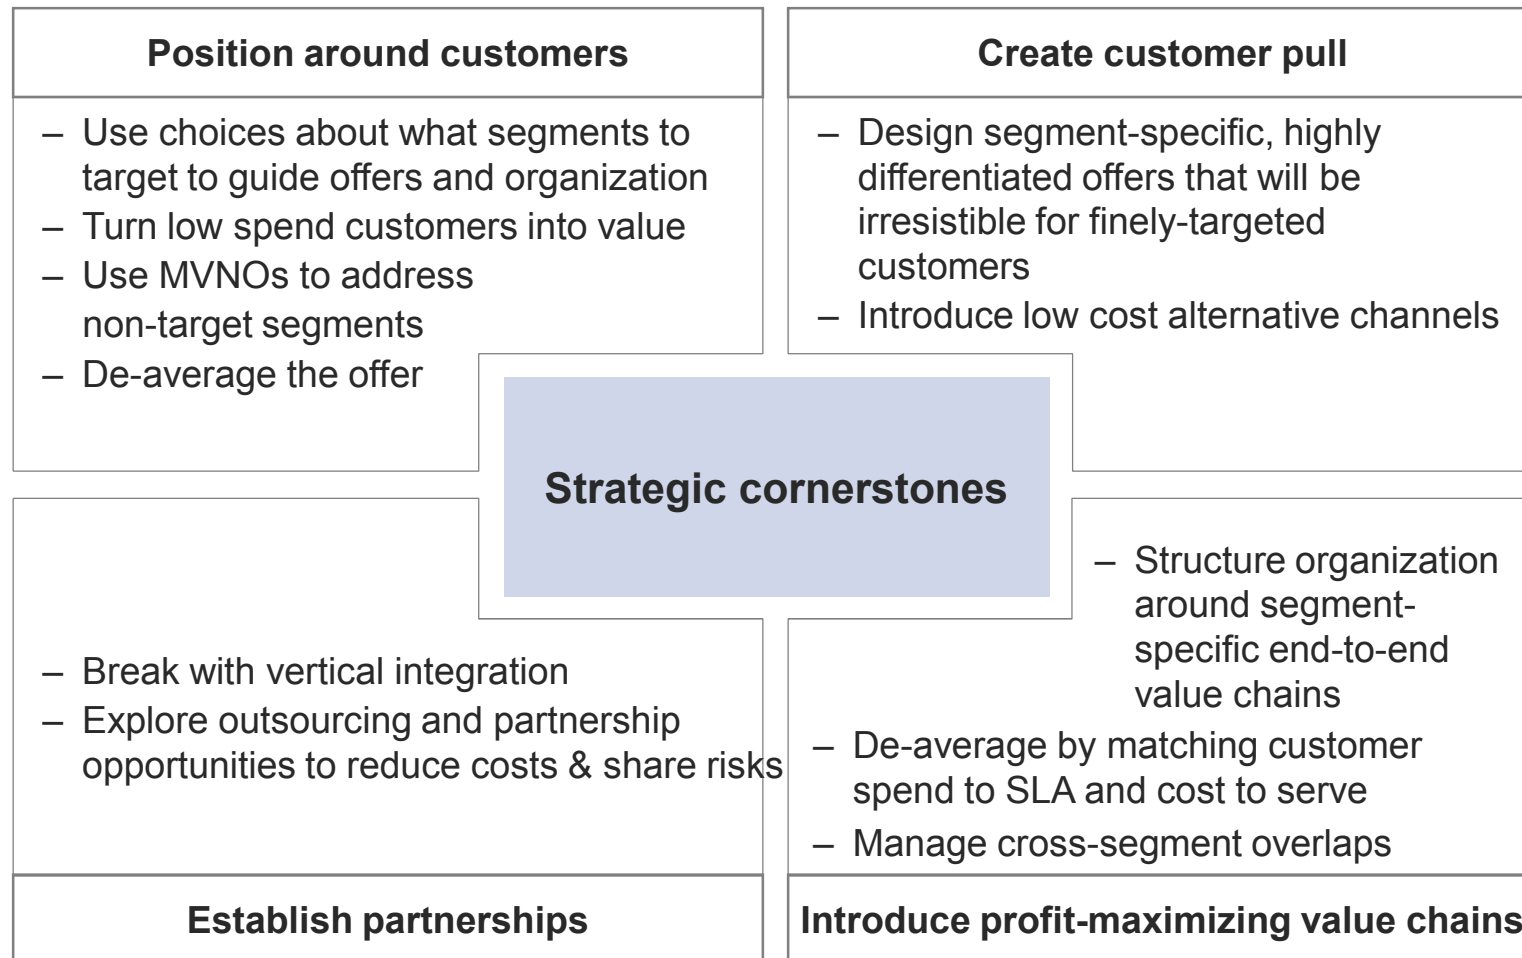 Position around customers
– Use choices about what segments to
target to guide offers and organization
– Turn low spend customers into value
– Use MVNOs to address
non-target segments
– De-average the offer
Create customer pull
– Design segment-specific, highly
differentiated offers that will be
irresistible for finely-targeted
customers
– Introduce low cost alternative channels
Strategic cornerstones
– Break with vertical integration
– Explore outsourcing and partnership
opportunities to reduce costs & share risks
Establish partnerships
– Structure organization
around segment-
specific end-to-end
value chains
– De-average by matching customer
spend to SLA and cost to serve
– Manage cross-segment overlaps
Introduce profit-maximizing value chains